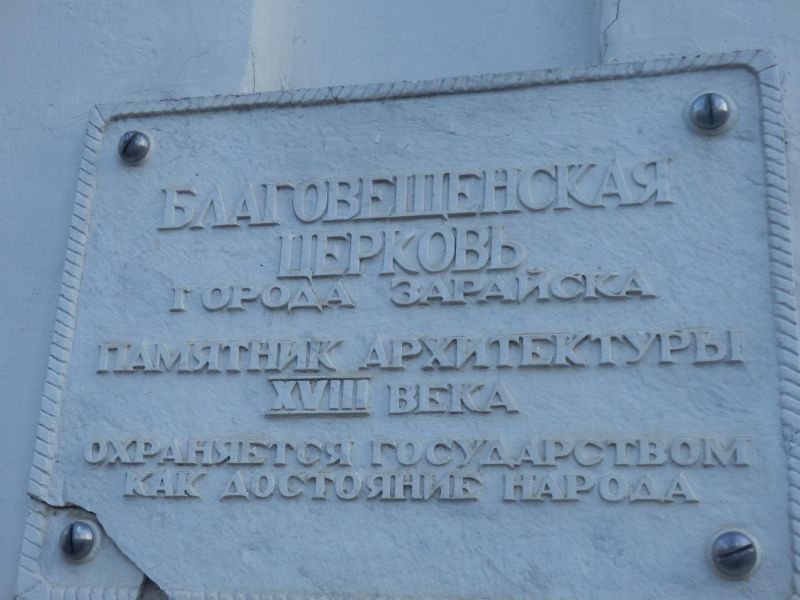 БЛАГОВЕЩЕНСКАЯ
ЦЕРКОВЬ
ГОРОДА ЗАРАЙСКА
ПАМЯТНИК АРХИТЕКТУРЫ
XVIII ВЕКА
ОХРАНЯЕТСЯ ГОСУДАРСТВОМ
КАК ДОСТОЯНИЕ НАРОДА